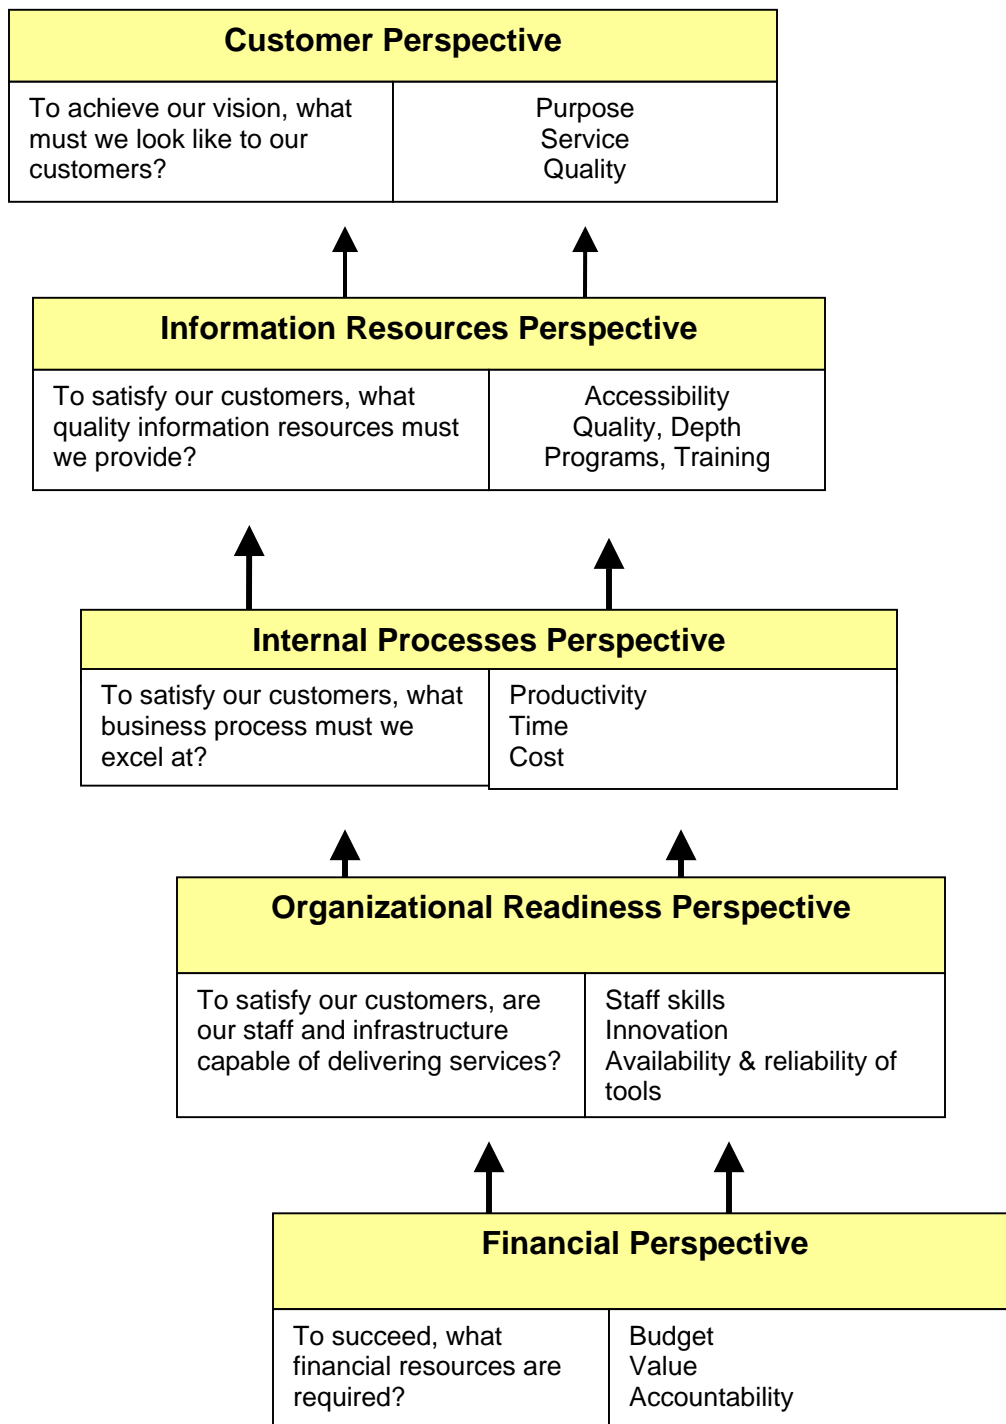 Customer Perspective
To achieve our vision, what
must we look like to our
customers?
Purpose
Service
Quality
Information Resources Perspective
To satisfy our customers, what
quality information resources must
we provide?
Accessibility
Quality, Depth
Programs, Training
Internal Processes Perspective
To satisfy our customers, what
business process must we
excel at?
Productivity
Time
Cost
Organizational Readiness Perspective
To satisfy our customers, are
our staff and infrastructure
capable of delivering services?
Staff skills
Innovation
Availability & reliability of
tools
Financial Perspective
To succeed, what
financial resources are
required?
Budget
Value
Accountability